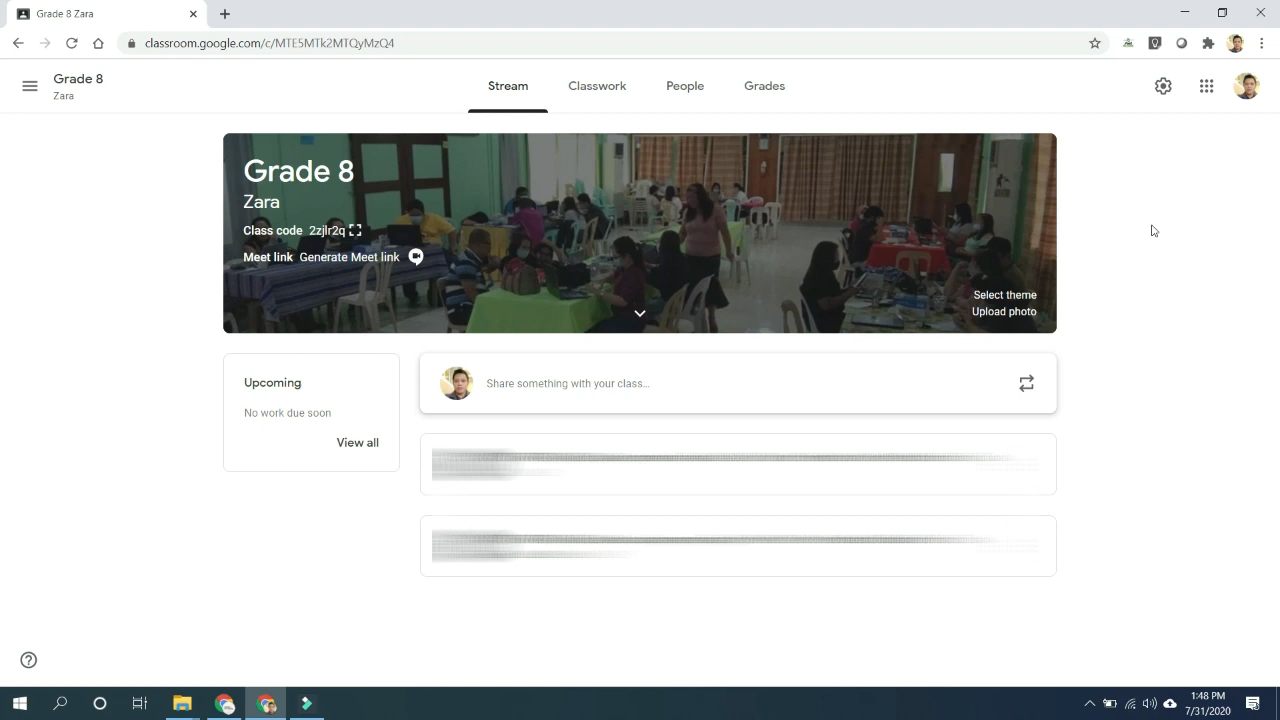 Grade 8 Zara
classroom.google.com/c/MTE5MTk2MTQyMzQ4
Grade 8
Zara
Stream
Classwork
People
Grades
Grade 8
Zara
Class code 2zjlr2q
Meet link Generate Meet link
Select theme
Upload photo
Upcoming
No work due soon
View all
Share something with your class...
1:48 PM
7/31/2020